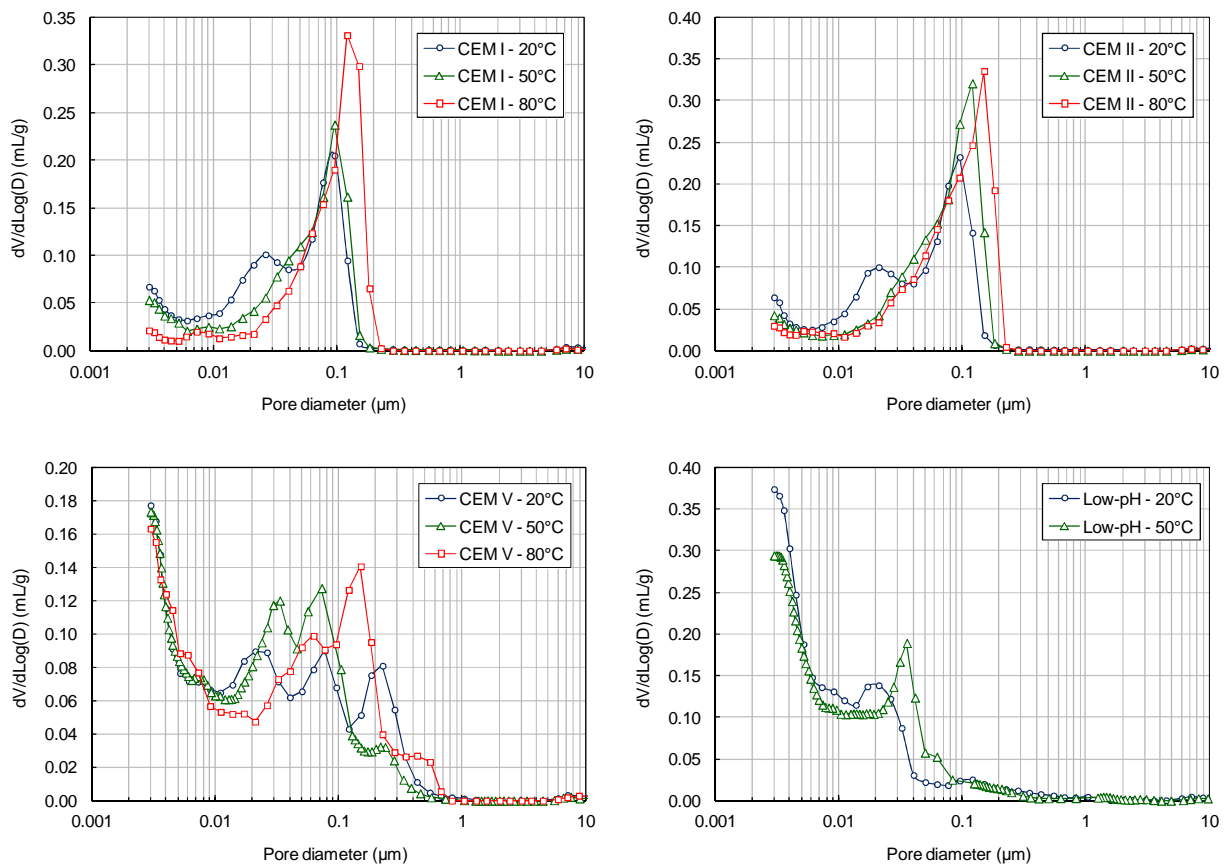 0.35
0.30
0.25
0.20
0.15
0.10
0.05
0.00
dV/dLog(D) (mL/g)
CEM I - 20°C
CEM I - 50°C
CEM I - 80°C
0.001 0.01 0.1 1 10
Pore diameter (µm)
0.40
0.35
0.30
0.25
0.20
0.15
0.10
0.05
0.00
dV/dLog(D) (mL/g)
CEM II - 20°C
CEM II - 50°C
CEM II - 80°C
0.001 0.01 0.1 1 10
Pore diameter (µm)
0.20
0.18
0.16
0.14
0.12
0.10
0.08
0.06
0.04
0.02
0.00
dV/dLog(D) (mL/g)
CEM V - 20°C
CEM V - 50°C
CEM V - 80°C
0.001 0.01 0.1 1 10
Pore diameter (µm)
0.40
0.35
0.30
0.25
0.20
0.15
0.10
0.05
0.00
dV/dLog(D) (mL/g)
Low-pH - 20°C
Low-pH - 50°C
0.001 0.01 0.1 1 10
Pore diameter (µm)